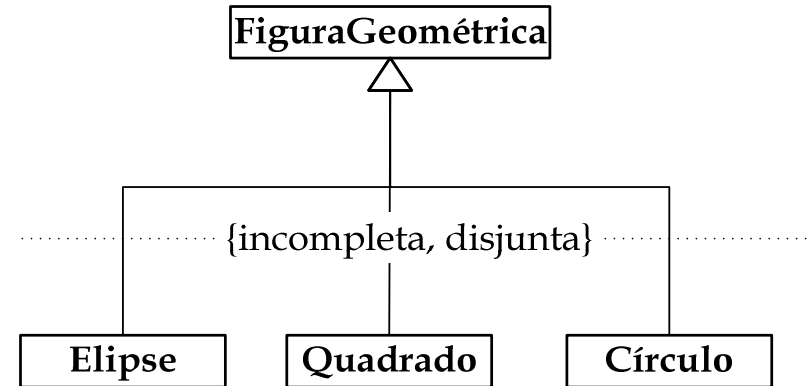 FiguraGeométrica
{incompleta, disjunta}
Elipse Quadrado Círculo